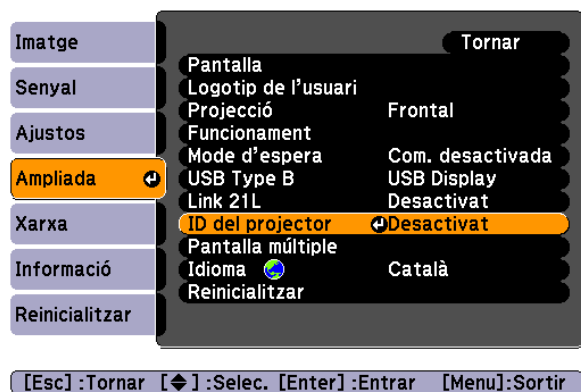 Imatge
Senyal
Ajustos
Ampliada
Xarxa
Informació
Reinicialitzar
Tornar
Pantalla
Logotip de l'usuari
Projecció Frontal
Funcionament
Mode d'espera Com. desactivada
USB Type B USB Display
Link 21L Desactivat
ID del projector Desactivat
Pantalla múltiple
Idioma Català
Reinicialitzar
[Esc] :Tornar [◆] :Selec. [Enter] :Entrar [Menu]:Sortir